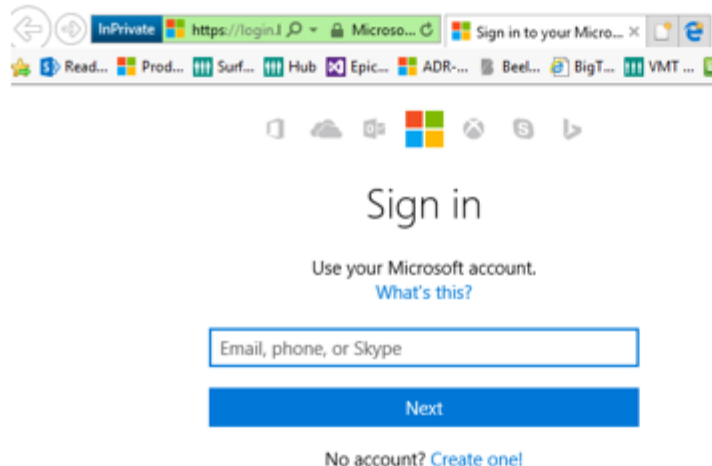 InPrivate https://login.l Microso... Sign in to your Micro...
Read... Prod... Surf... Hub Epic... ADR-... Beel... BigT... VMT ...
Sign in
Use your Microsoft account.
What's this?
Email, phone, or Skype
Next
No account? Create one!